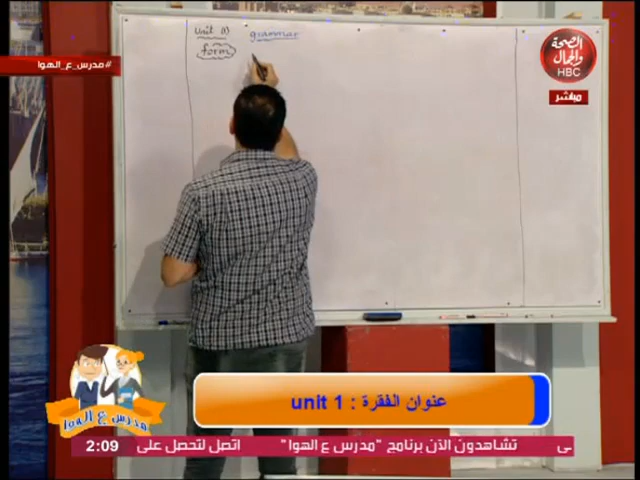 unit (1) grammar
form
الصحة
والجمال
HBC
مباشر
#مدرس_ع_الهوا
عنوان الفقرة : unit 1
مدرس ع الهوا
2:09
تشاهدون الآن برنامج "مدرس ع الهوا" اتصل لتحصل على